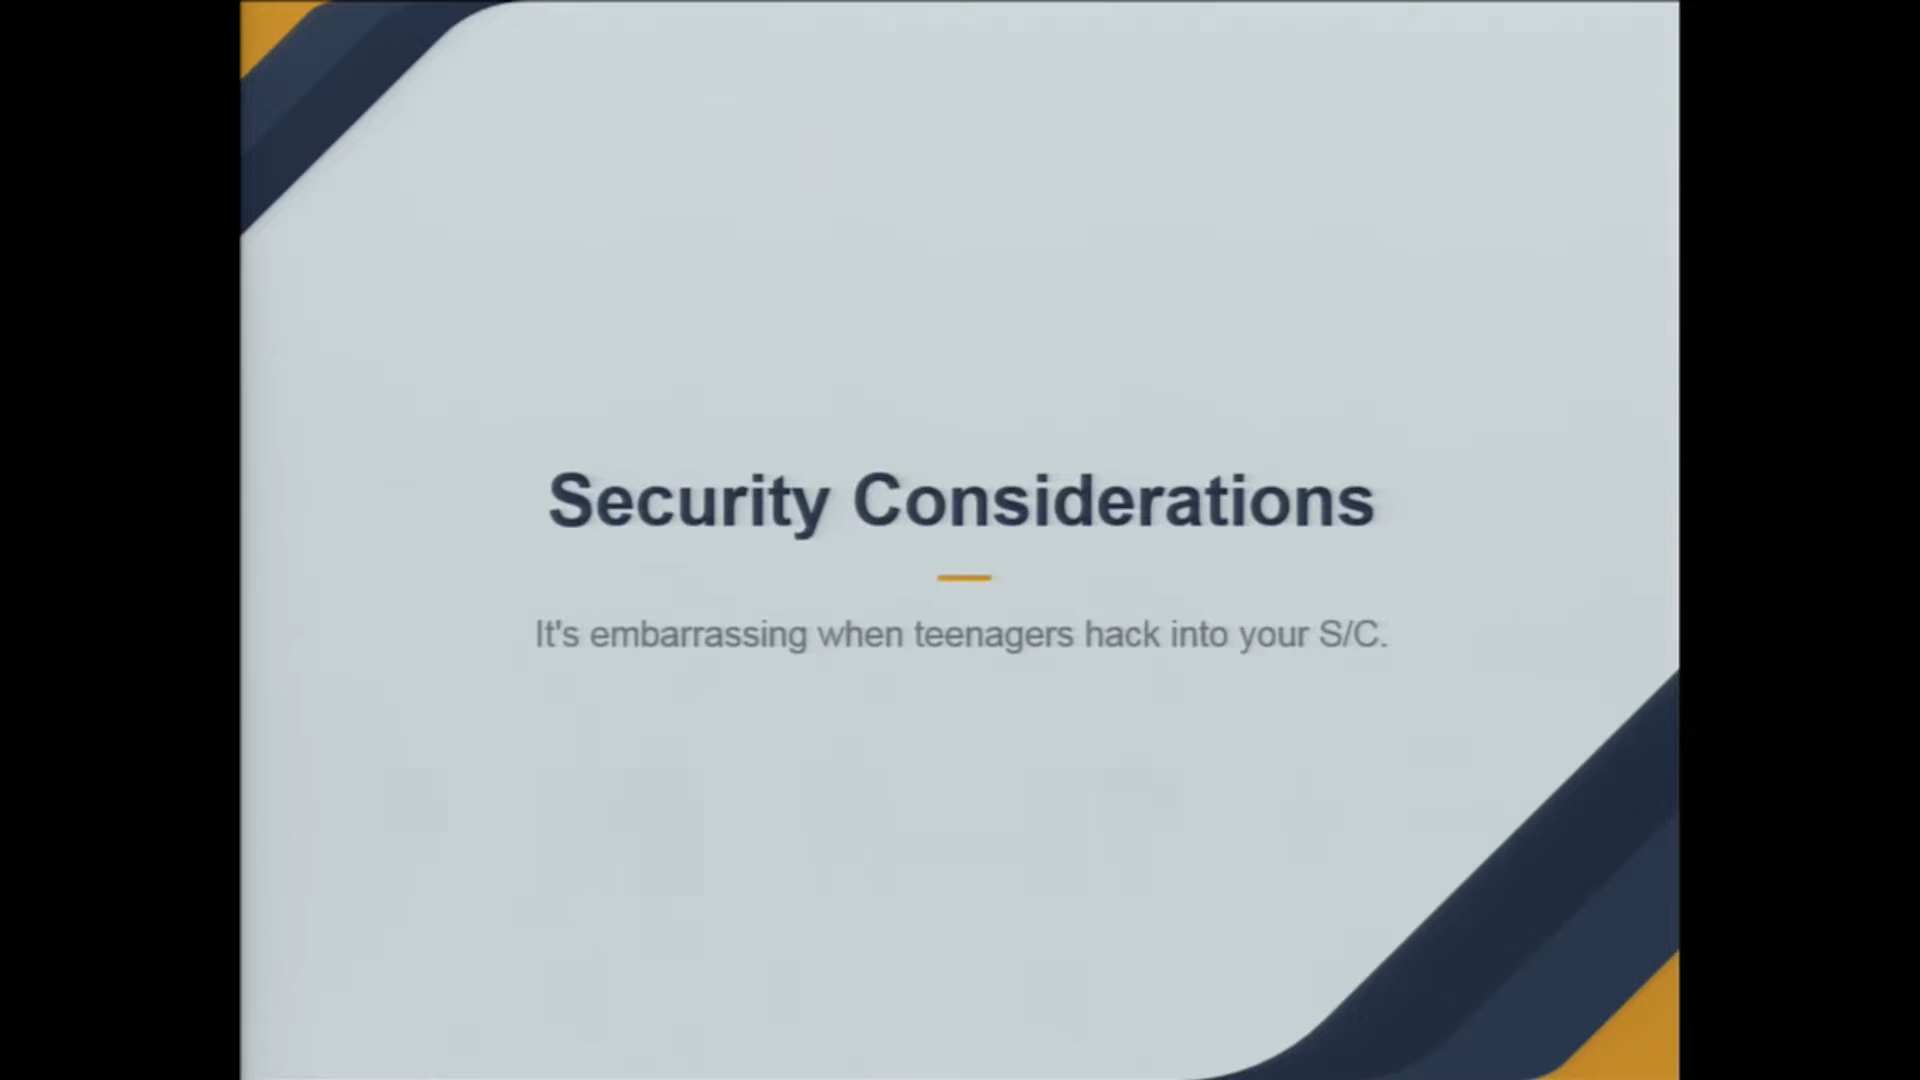 Security Considerations
It's embarrassing when teenagers hack into your S/C.